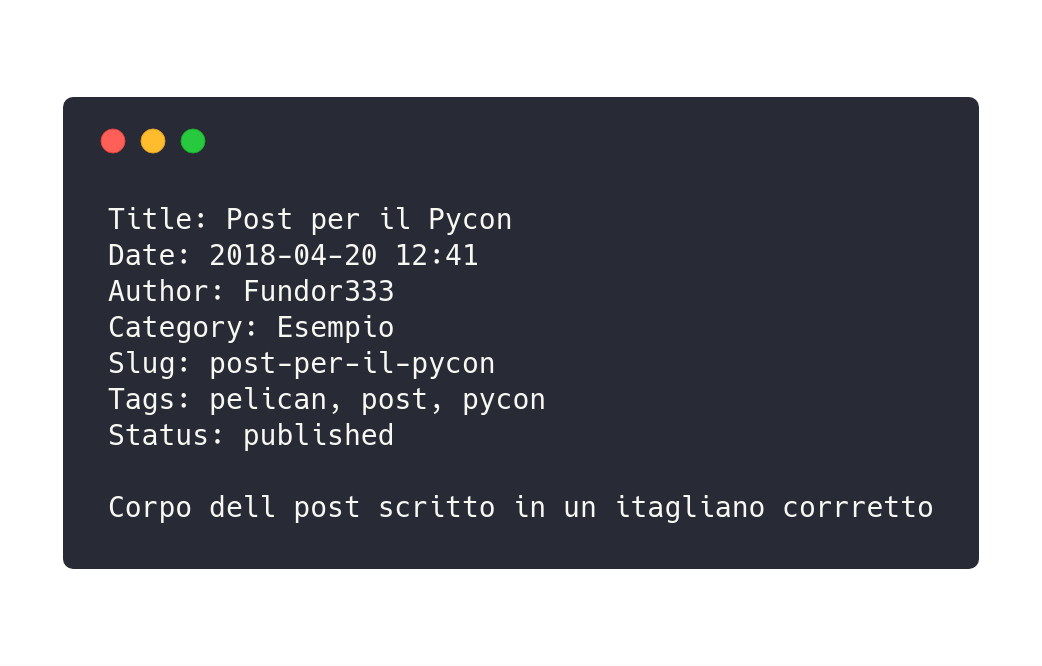 Title: Post per il Pycon
Date: 2018-04-20 12:41
Author: Fundor333
Category: Esempio
Slug: post-per-il-pycon
Tags: pelican, post, pycon
Status: published
Corpo dell post scritto in un itagliano corrretto